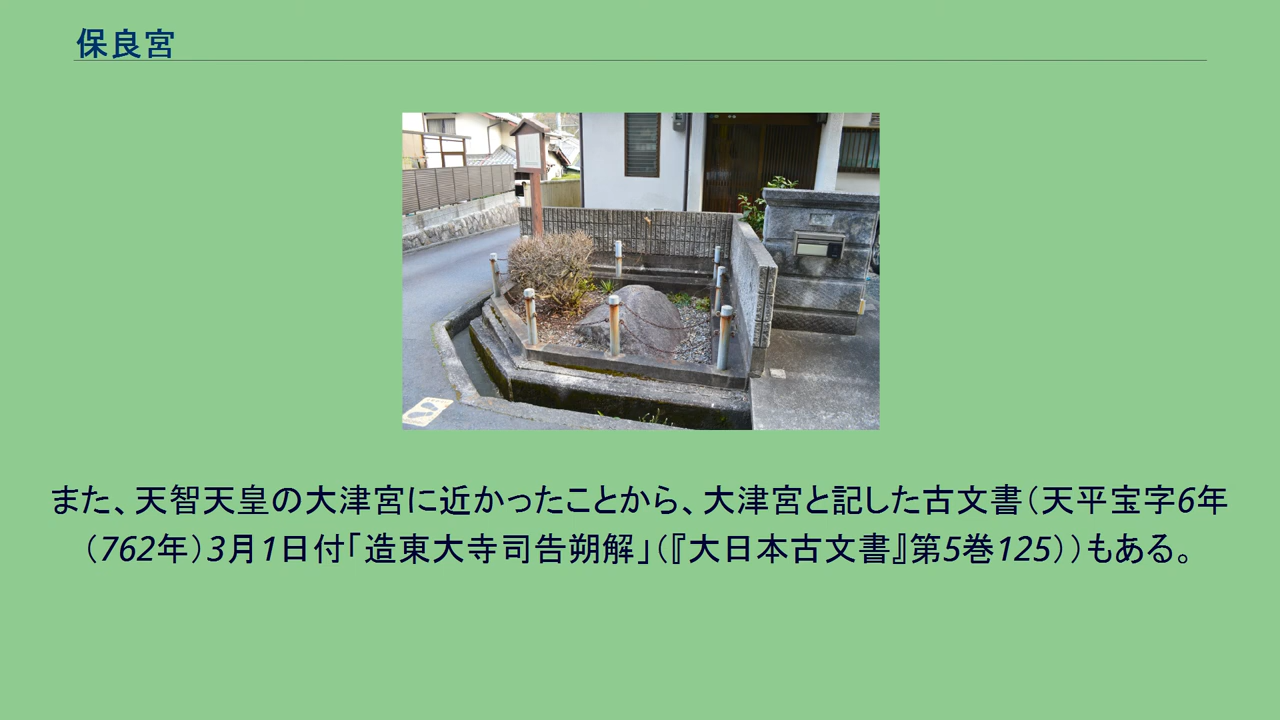 保良宮
また、天智天皇の大津宮に近かったことから、大津宮と記した古文書（天平宝字6年
（762年）3月1日付「造東大寺司告朔解」（『大日本古文書』第5巻125））もある。